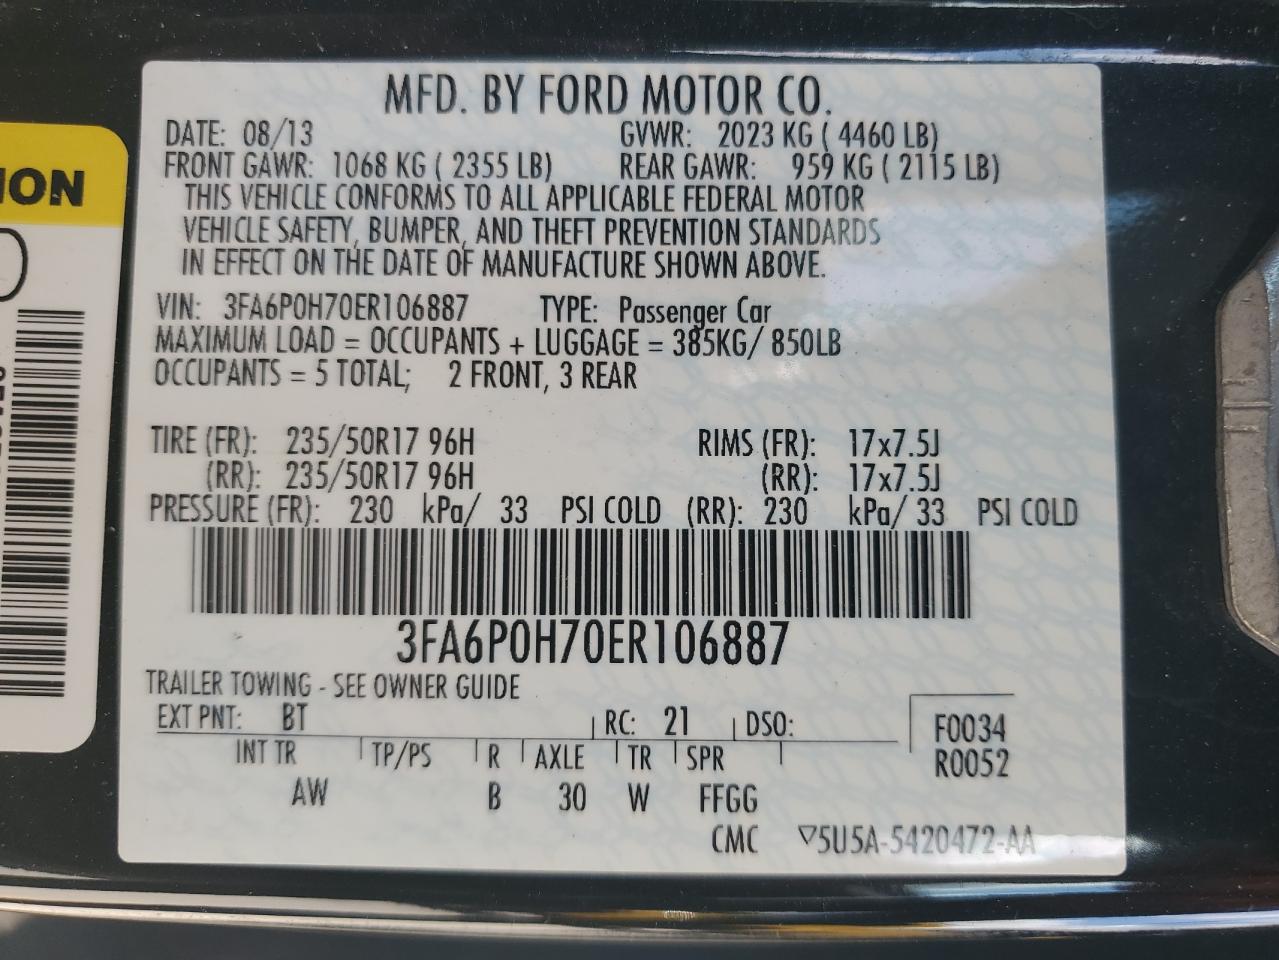 MFD. BY FORD MOTOR CO.
DATE: 08/13 GVWR: 2023 KG ( 4460 LB)
FRONT GAWR: 1068 KG ( 2355 LB) REAR GAWR: 959 KG ( 2115 LB)
THIS VEHICLE CONFORMS TO ALL APPLICABLE FEDERAL MOTOR
VEHICLE SAFETY, BUMPER, AND THEFT PREVENTION STANDARDS
IN EFFECT ON THE DATE OF MANUFACTURE SHOWN ABOVE.
VIN: 3FA6P0H70ER106887 TYPE: Passenger Car
MAXIMUM LOAD = OCCUPANTS + LUGGAGE = 385KG/ 850LB
OCCUPANTS = 5 TOTAL; 2 FRONT, 3 REAR
TIRE (FR): 235/50R17 96H RIMS (FR): 17x7.5J
(RR): 235/50R17 96H (RR): 17x7.5J
PRESSURE (FR): 230 kPa/ 33 PSI COLD (RR): 230 kPa/ 33 PSI COLD
3FA6P0H70ER106887
TRAILER TOWING - SEE OWNER GUIDE
EXT PNT: BT RC: 21 DSO: F0034
INT TR TP/PS R AXLE TR SPR R0052
AW B 30 W FFGG
CMC ▽5U5A-5420472-AA
ION